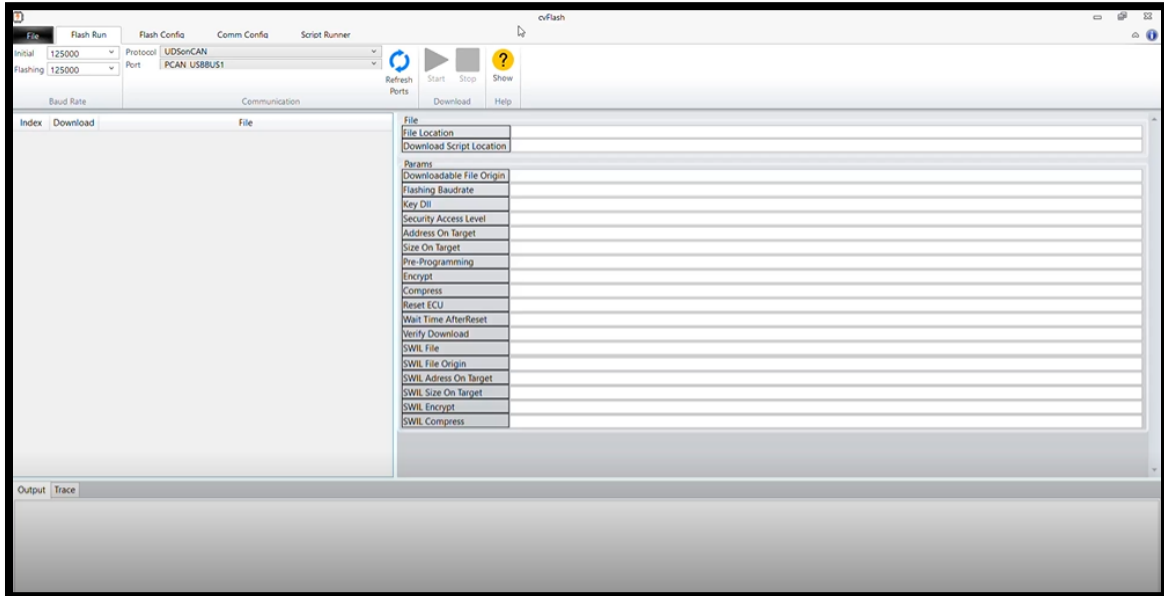 cvFlash
File Flash Run Flash Config Comm Config Script Runner
Initial 125000 Protocol UDSonCAN
Flashing 125000 Port PCAN_USBBUS1
Refresh Ports Start Stop Show
Baud Rate Communication Download Help
Index Download File
File
File Location
Download Script Location
Params
Downloadable File Origin
Flashing Baudrate
Key Dll
Security Access Level
Address On Target
Size On Target
Pre-Programming
Encrypt
Compress
Reset ECU
Wait Time AfterReset
Verify Download
SWIL File
SWIL File Origin
SWIL Adress On Target
SWIL Size On Target
SWIL Encrypt
SWIL Compress
Output Trace